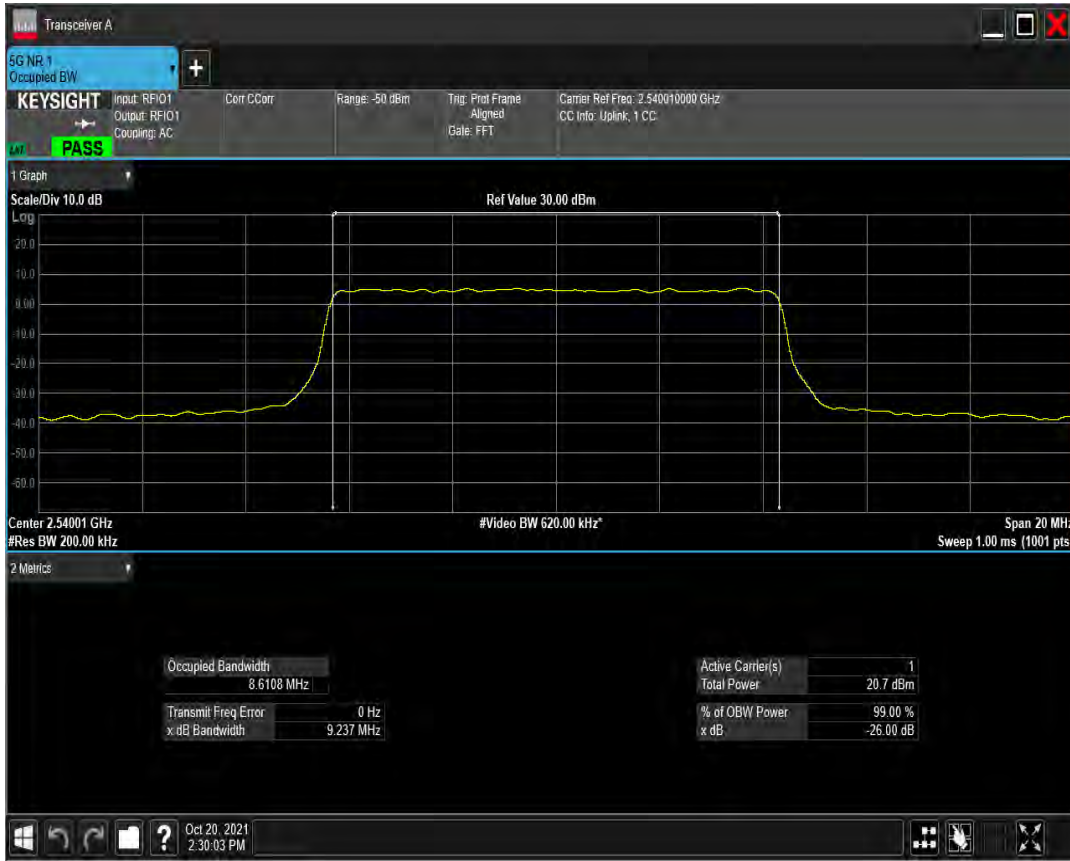 Transceiver A
5G NR 1
Occupied BW
KEYSIGHT
PASS
Input: RFIO1
Output: RFIO1
Coupling: AC
Corr CCorr
Range: -50 dBm
Trig: Prot Frame
Aligned
Gate: FFT
Carrier Ref Freq: 2.540010000 GHz
CC Info: Uplink, 1 CC
1 Graph
Scale/Div 10.0 dB
Ref Value 30.00 dBm
Log
20.0
10.0
0.00
-10.0
-20.0
-30.0
-40.0
-50.0
-60.0
Center 2.54001 GHz
#Video BW 620.00 kHz*
Span 20 MHz
#Res BW 200.00 kHz
Sweep 1.00 ms (1001 pts
2 Metrics
Occupied Bandwidth
8.6108 MHz
Transmit Freq Error 0 Hz
x dB Bandwidth 9.237 MHz
Active Carrier(s) 1
Total Power 20.7 dBm
% of OBW Power 99.00 %
x dB -26.00 dB
?
Oct 20, 2021
2:30:03 PM